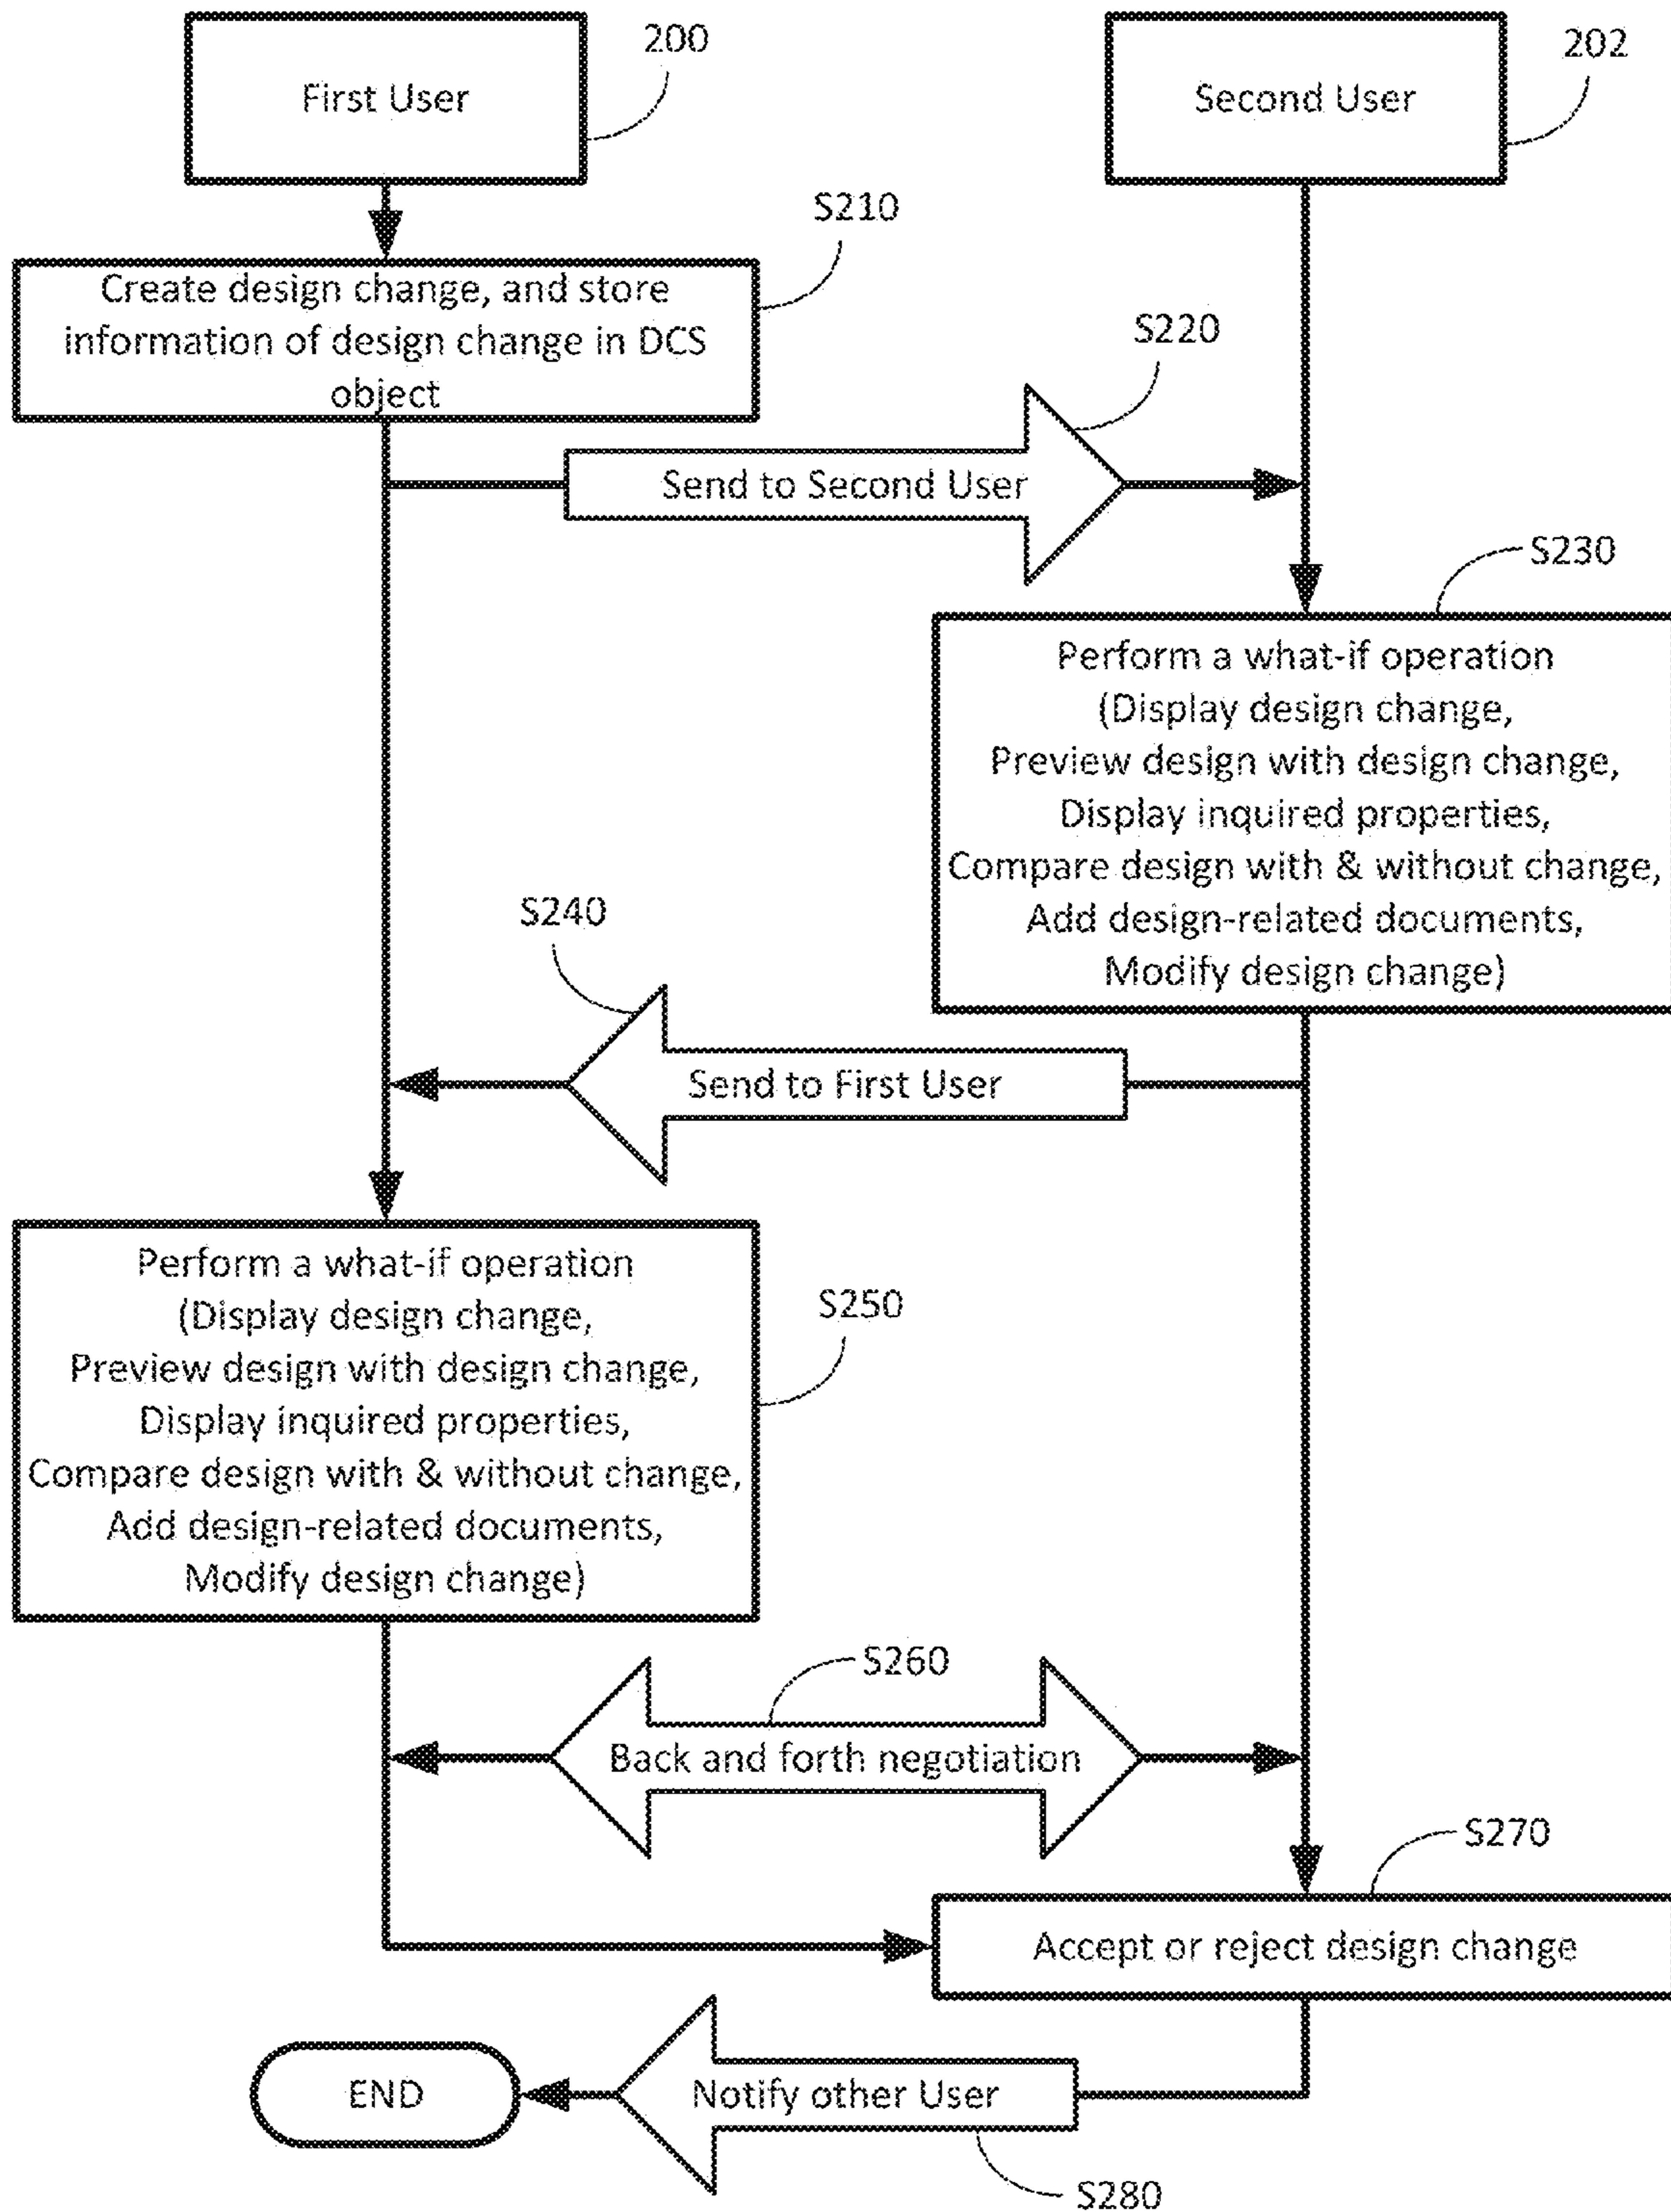 200
First User
202
Second User
S210
Create design change, and store
information of design change in DCS
object
S220
Send to Second User
S230
Perform a what-if operation
(Display design change,
Preview design with design change,
Display inquired properties,
Compare design with & without change,
Add design-related documents,
Modify design change)
S240
Send to First User
S250
Perform a what-if operation
(Display design change,
Preview design with design change,
Display inquired properties,
Compare design with & without change,
Add design-related documents,
Modify design change)
S260
Back and forth negotiation
S270
Accept or reject design change
END
Notify other User
S280